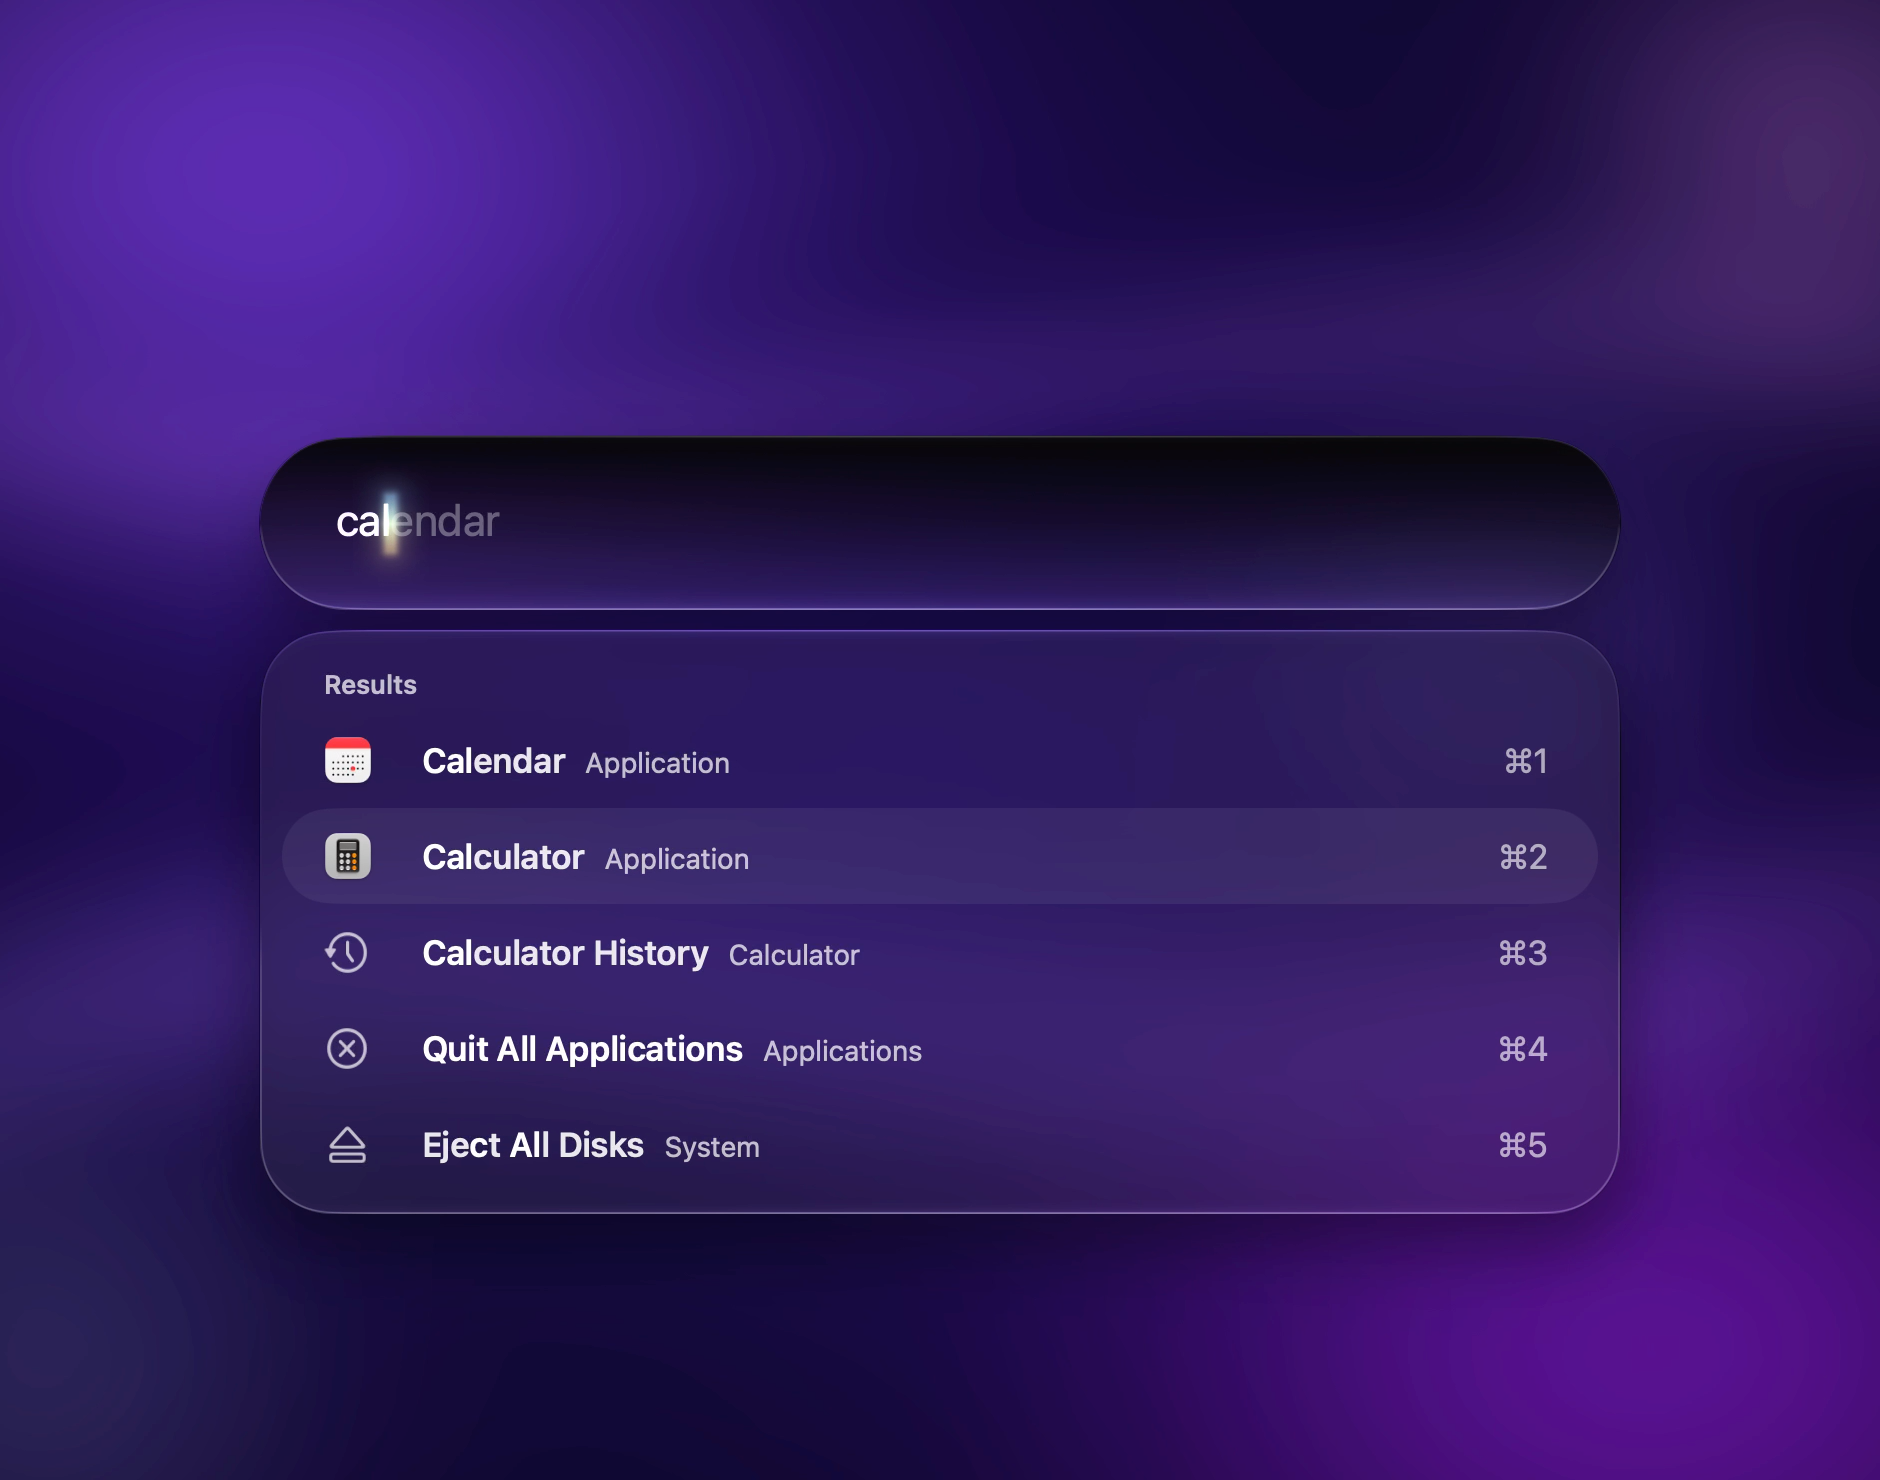 calendar
Results
Calendar Application ⌘1
Calculator Application ⌘2
Calculator History Calculator ⌘3
Quit All Applications Applications ⌘4
Eject All Disks System ⌘5